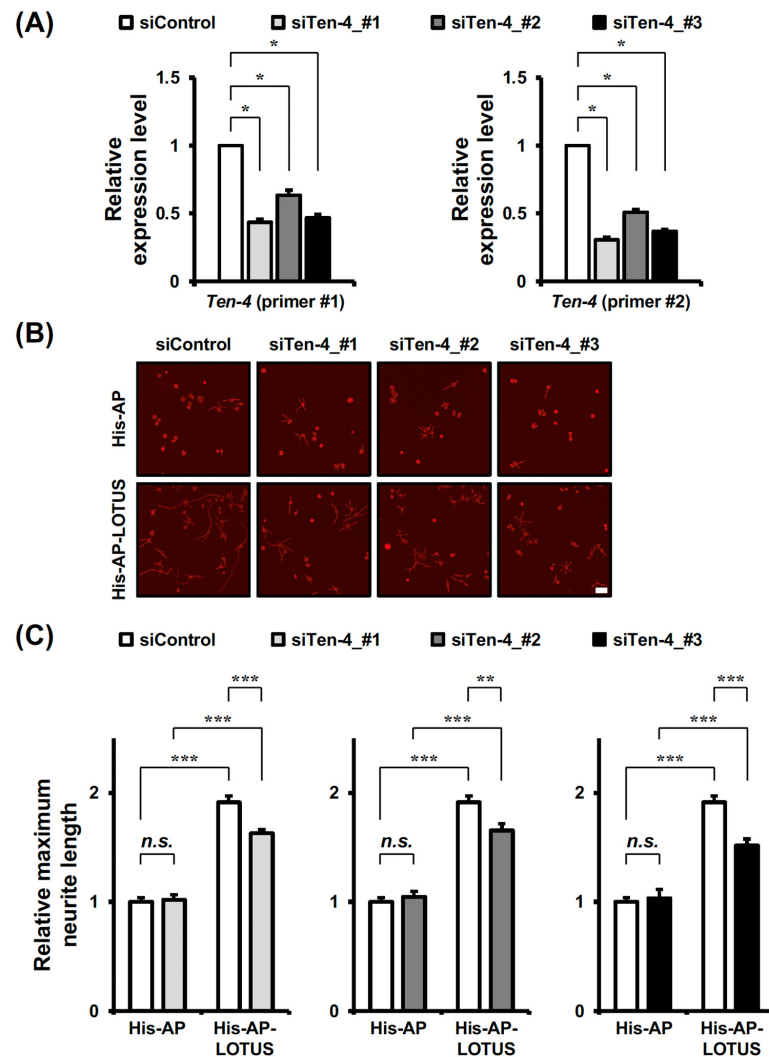 (A)
siControl siTen-4_#1 siTen-4_#2 siTen-4_#3
*
*
*
1.5
1
0.5
0
Relative
expression level
Ten-4 (primer #1)
*
*
*
1.5
1
0.5
0
Relative
expression level
Ten-4 (primer #2)
(B)
siControl siTen-4_#1 siTen-4_#2 siTen-4_#3
His-AP
His-AP-LOTUS
(C)
siControl siTen-4_#1 siTen-4_#2 siTen-4_#3
Relative maximum
neurite length
***
***
***
n.s.
2
1
0
His-AP His-AP-
LOTUS
**
***
***
n.s.
2
1
0
His-AP His-AP-
LOTUS
***
***
***
n.s.
2
1
0
His-AP His-AP-
LOTUS